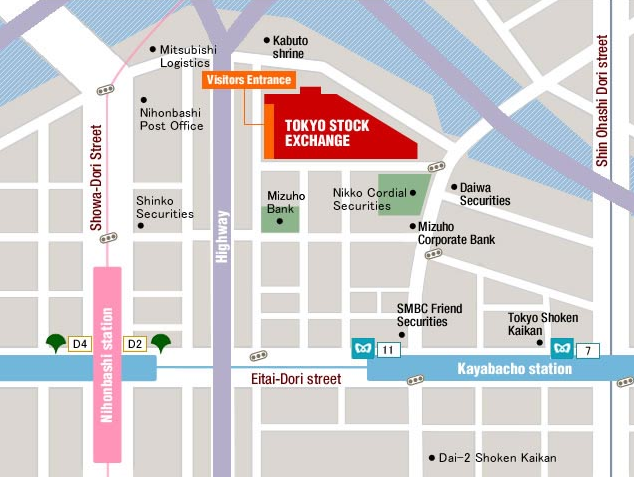 Mitsubishi
Logistics
Kabuto
shrine
Visitors Entrance
Nihonbashi
Post Office
TOKYO STOCK
EXCHANGE
Shin Ohashi Dori street
Showa-Dori Street
Shinko
Securities
Mizuho
Bank
Nikko Cordial
Securities
Daiwa
Securities
Highway
Mizuho
Corporate Bank
SMBC Friend
Securities
Tokyo Shoken
Kaikan
D4
D2
11
7
Nihonbashi station
Eitai-Dori street
Kayabacho station
Dai-2 Shoken Kaikan